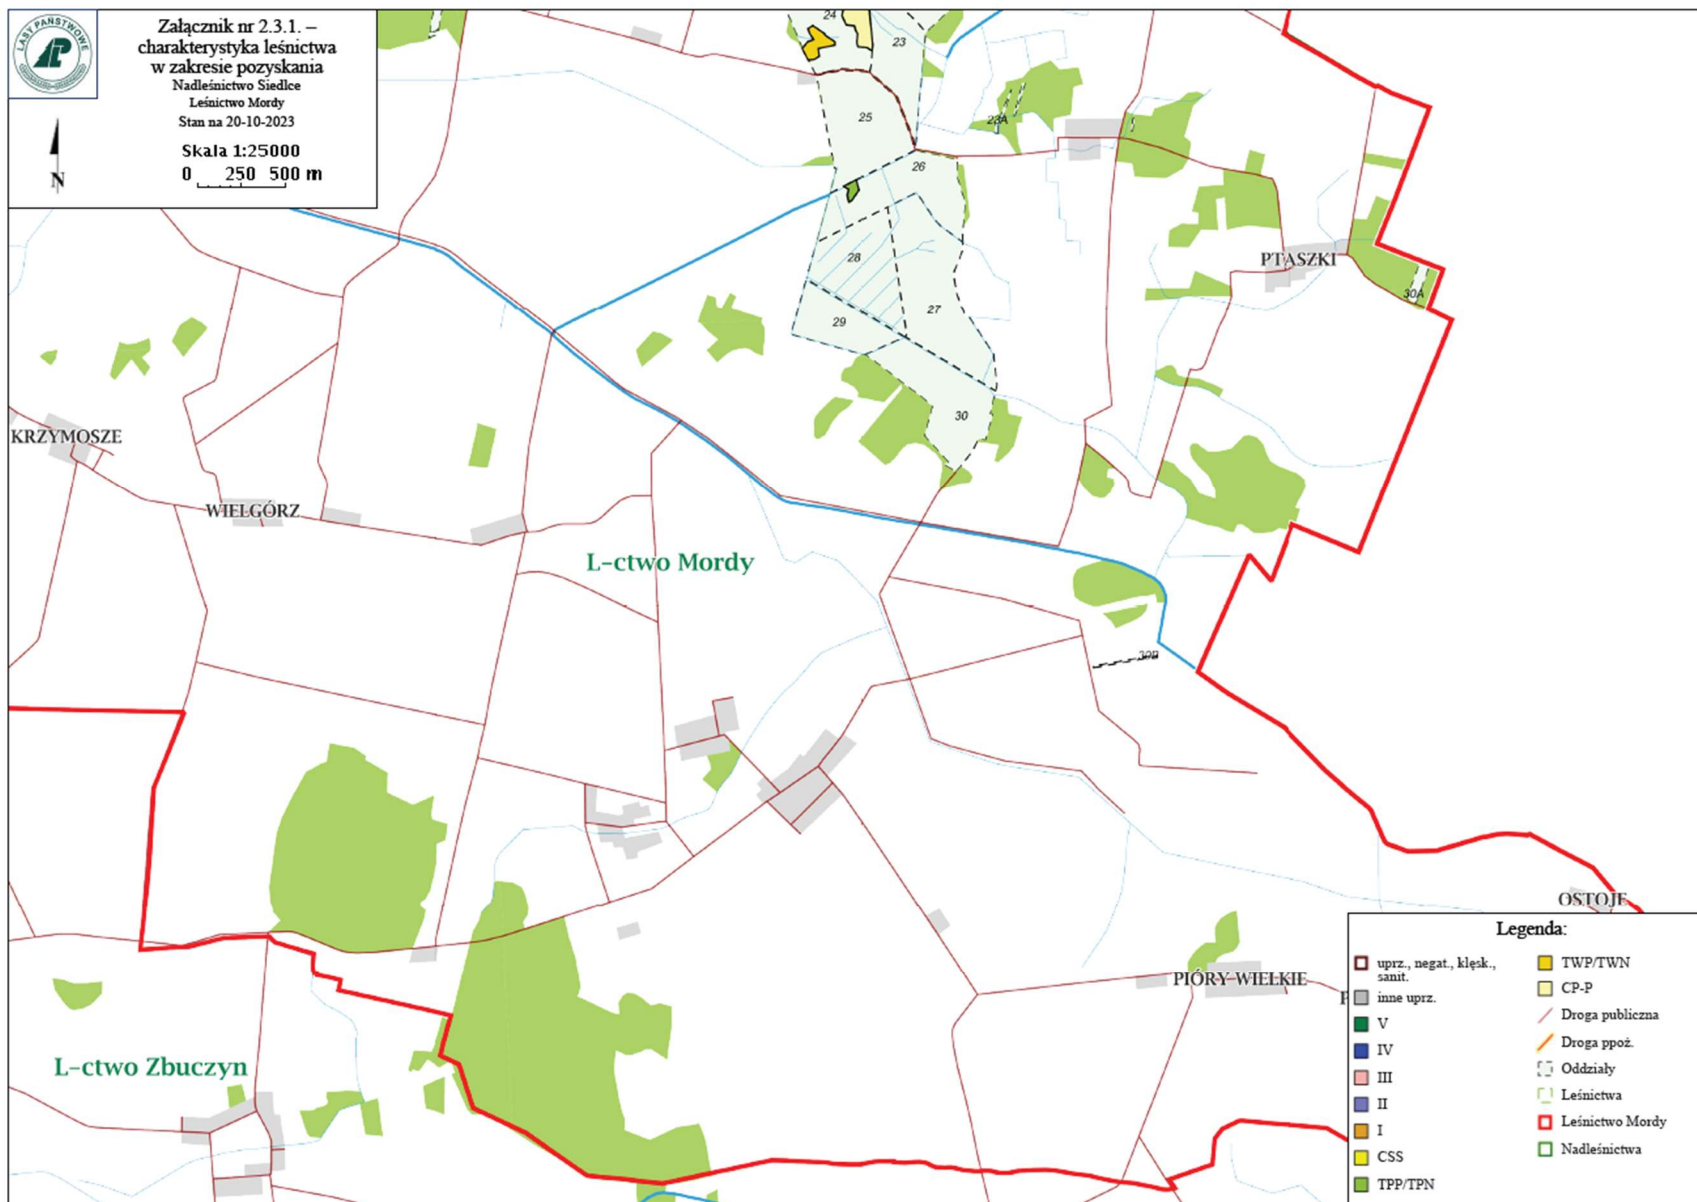 LASY PAŃSTWOWE
Załącznik nr 2.3.1. –
charakterystyka leśnictwa
w zakresie pozyskania
Nadleśnictwo Siedlce
Leśnictwo Mordy
Stan na 20-10-2023
Skala 1:25000
0 250 500 m
N
24
23
25
23A
26
PTASZKI
28
30A
27
29
30
KRZYMOSZE
WIELGÓRZ
L-ctwo Mordy
30B
OSTOJE
PIÓRY WIELKIE
L-ctwo Zbuczyn
Legenda:
uprz., negat., klęsk.,
sanit.
inne uprz.
V
IV
III
II
I
CSS
TPP/TPN
TWP/TWN
CP-P
Droga publiczna
Droga ppoż.
Oddziały
Leśnictwa
Leśnictwo Mordy
Nadleśnictwa